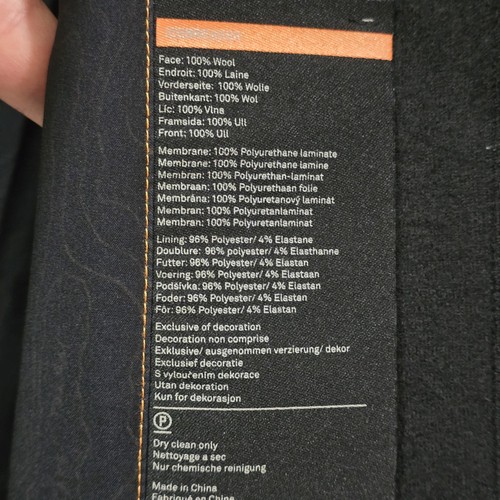 Face: 100% Wool
Endroit: 100% Laine
Vorderseite: 100% Wolle
Buitenkant: 100% Wol
Líc: 100% Vlna
Framsida: 100% Ull
Front: 100% Ull
Membrane: 100% Polyurethane laminate
Membrane: 100% Polyurethane lamine
Membran: 100% Polyurethan-laminat
Membraan: 100% Polyurethaan folie
Membrána: 100% Polyuretanový laminát
Membran: 100% Polyuretanlaminat
Membran: 100% Polyuretanlaminat
Lining: 96% Polyester/ 4% Elastane
Doublure: 96% polyester/ 4% Elasthanne
Futter: 96% Polyester/ 4% Elastan
Voering: 96% Polyester/ 4% Elastaan
Podšívka: 96% Polyester/ 4% Elastan
Foder: 96% Polyester/ 4% Elastan
Fôr: 96% Polyester/ 4% Elastan
Exclusive of decoration
Decoration non comprise
Exklusive/ ausgenommen verzierung/ dekor
Exclusief decoratie
S vyloučením dekorace
Utan dekoration
Kun for dekorasjon
P
Dry clean only
Nettoyage a sec
Nur chemische reinigung
Made in China
Fabriqué en Chine